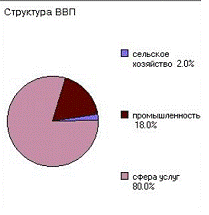 Структура ВВП
сельское
хозяйство 2.0%
промышленность
18.0%
сфера услуг
80.0%